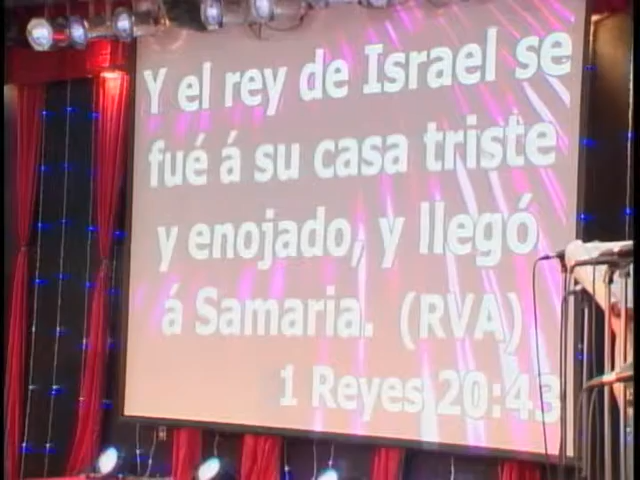 Y el rey de Israel se
fué á su casa triste
y enojado, y llegó
á Samaria. (RVA)
1 Reyes 20:43